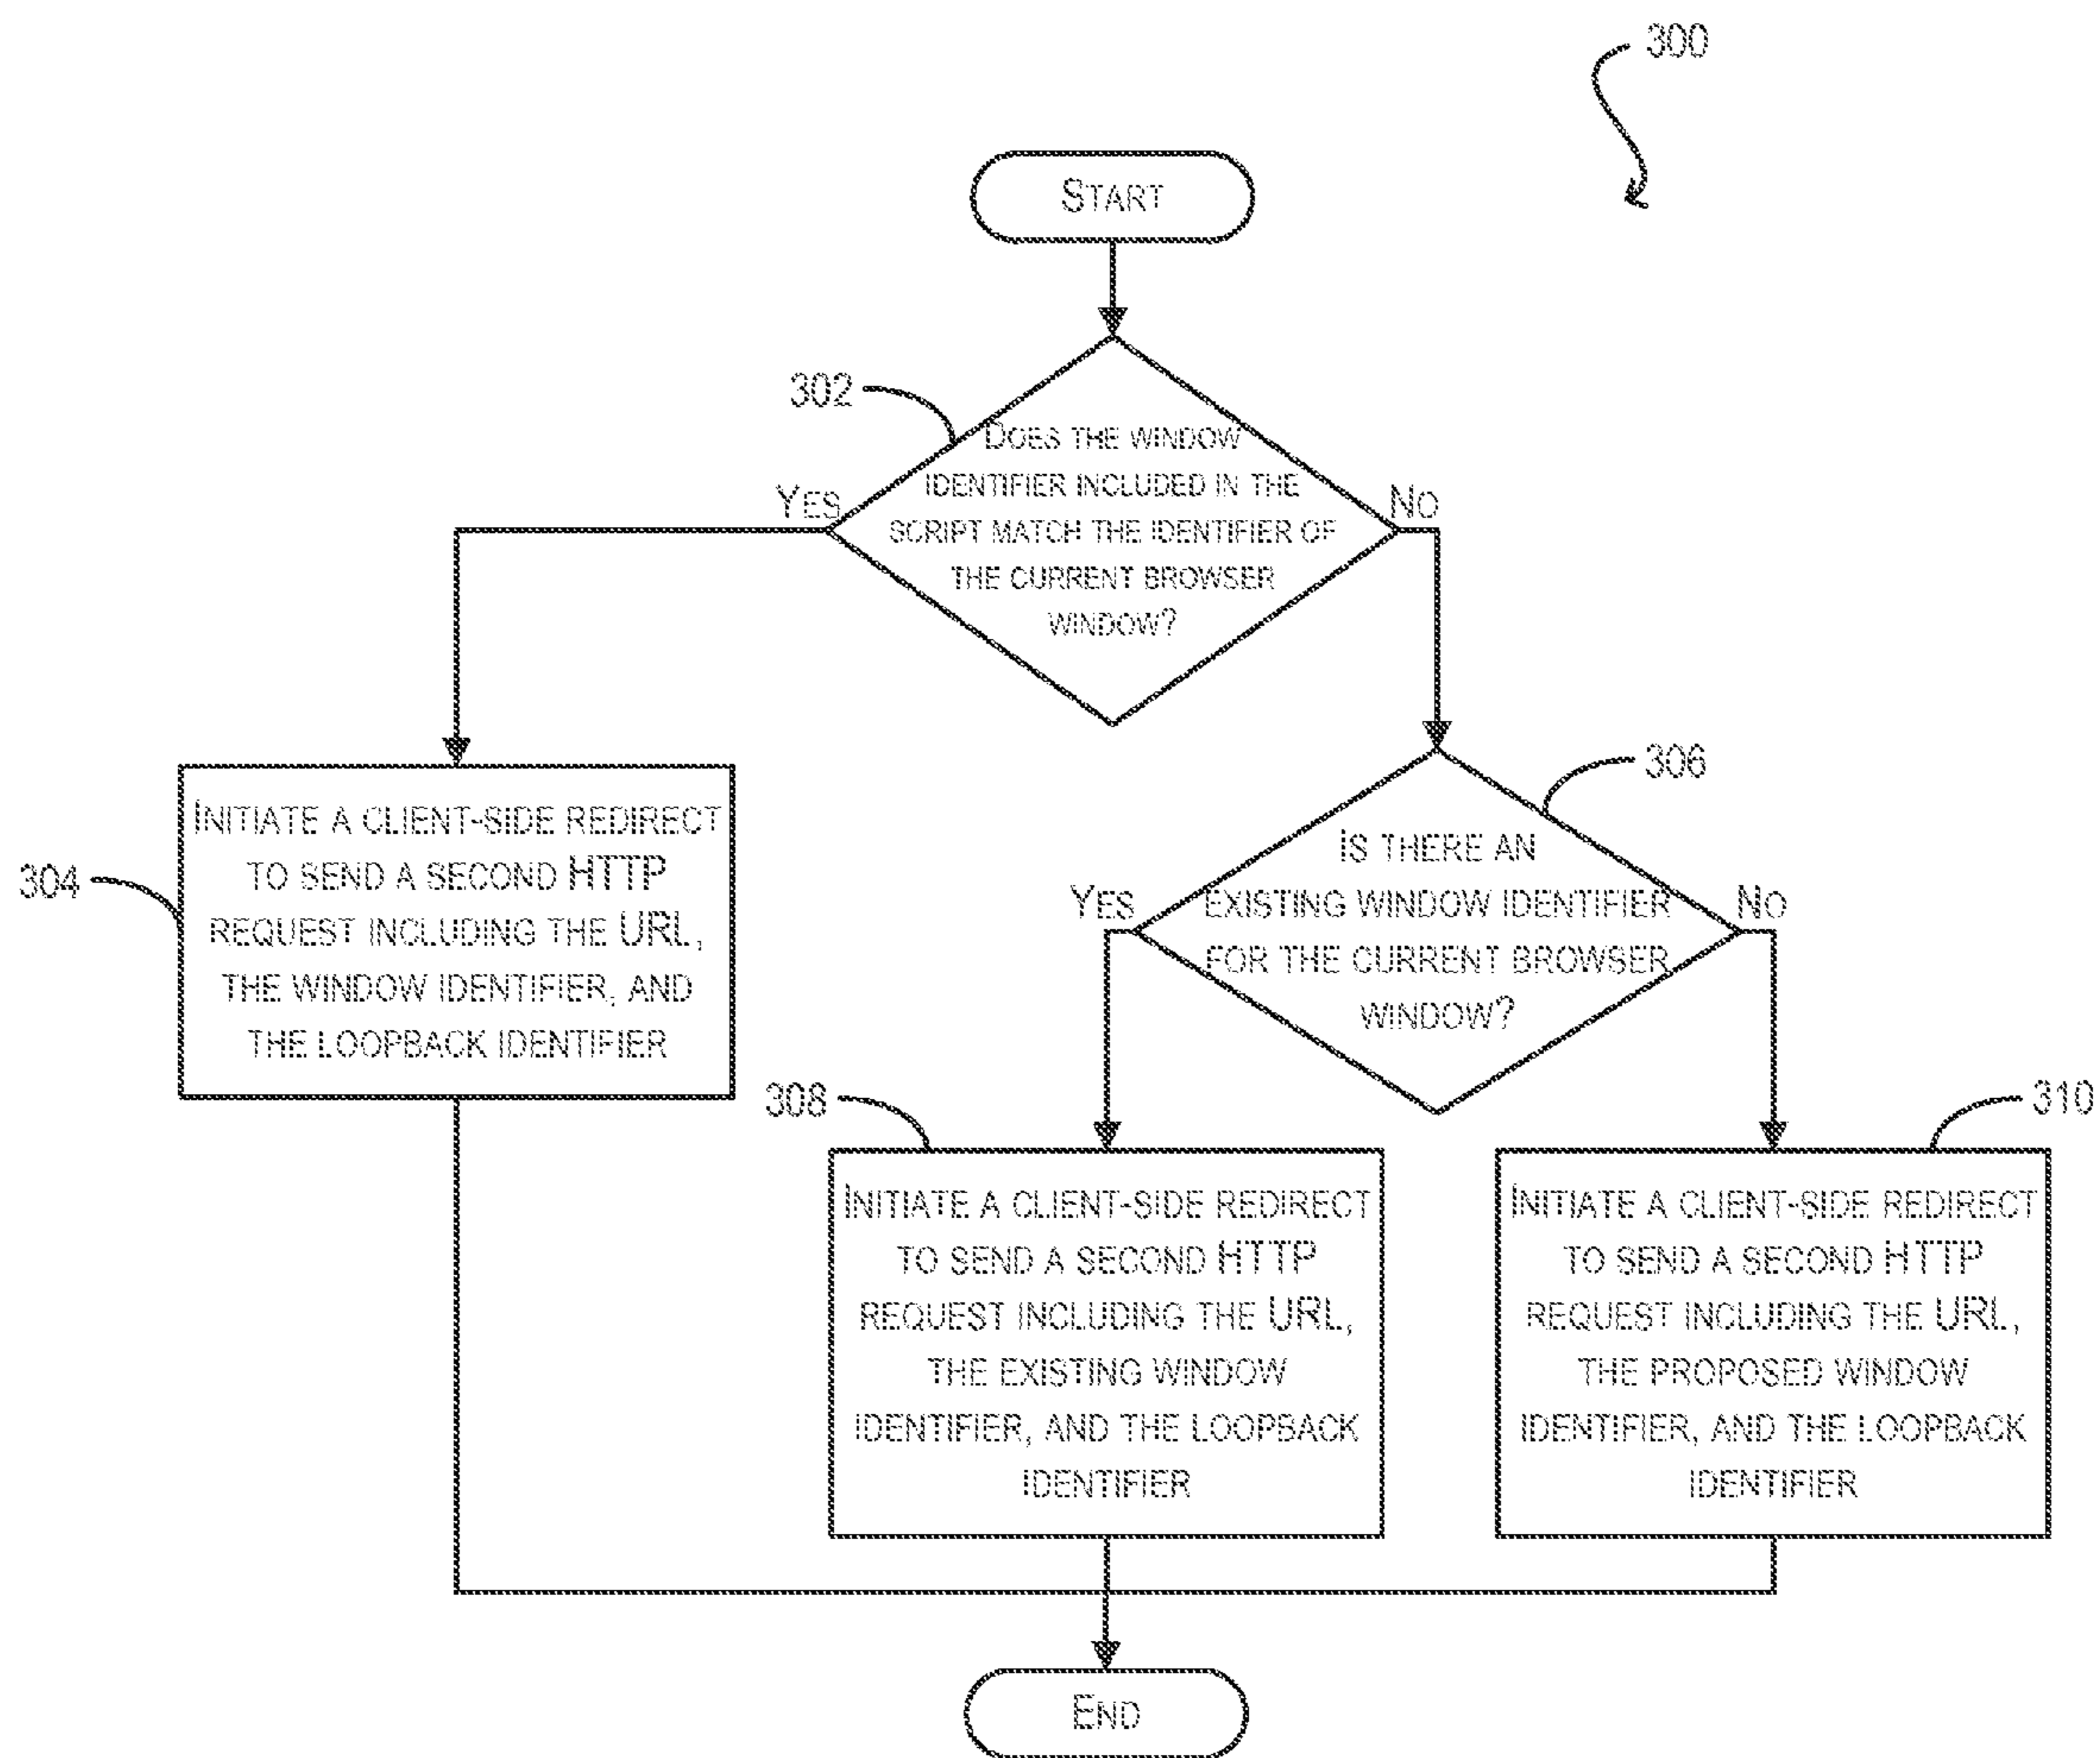 300
START
302
DOES THE WINDOW
IDENTIFIER INCLUDED IN THE
SCRIPT MATCH THE IDENTIFIER OF
THE CURRENT BROWSER
WINDOW?
YES
NO
304
INITIATE A CLIENT-SIDE REDIRECT
TO SEND A SECOND HTTP
REQUEST INCLUDING THE URL,
THE WINDOW IDENTIFIER, AND
THE LOOPBACK IDENTIFIER
306
IS THERE AN
EXISTING WINDOW IDENTIFIER
FOR THE CURRENT BROWSER
WINDOW?
YES
NO
308
INITIATE A CLIENT-SIDE REDIRECT
TO SEND A SECOND HTTP
REQUEST INCLUDING THE URL,
THE EXISTING WINDOW
IDENTIFIER, AND THE LOOPBACK
IDENTIFIER
310
INITIATE A CLIENT-SIDE REDIRECT
TO SEND A SECOND HTTP
REQUEST INCLUDING THE URL,
THE PROPOSED WINDOW
IDENTIFIER, AND THE LOOPBACK
IDENTIFIER
END